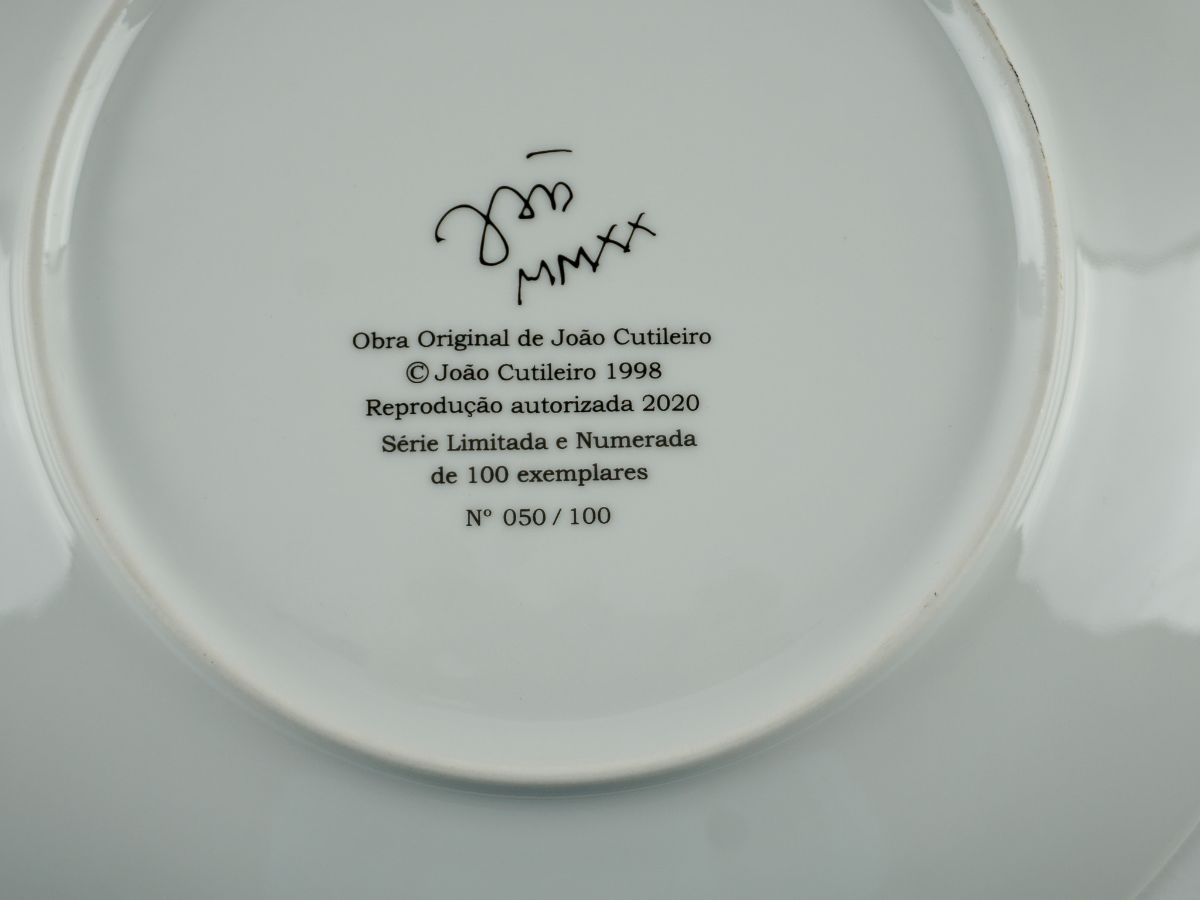 João
MMXX
Obra Original de João Cutileiro
© João Cutileiro 1998
Reprodução autorizada 2020
Série Limitada e Numerada
de 100 exemplares
Nº 050 / 100